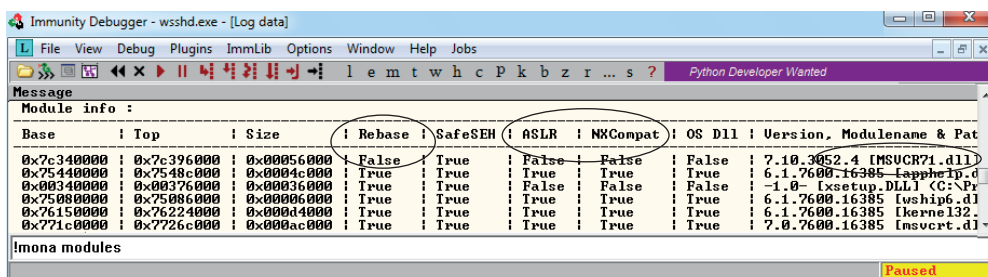 Immunity Debugger - wsshd.exe - [Log data]
L File View Debug Plugins ImmLib Options Window Help Jobs
l e m t w h c P k b z r ... s ? Python Developer Wanted
Message
Module info :
Base | Top | Size | Rebase | SafeSEH | ASLR | NXCompat | OS Dll | Version, Modulename & Pat
0x7c340000 | 0x7c396000 | 0x00056000 | False | True | False | False | False | 7.10.3052.4 [MSVCR71.dll]
0x75440000 | 0x7548c000 | 0x0004c000 | True | True | True | True | True | 6.1.7600.16385 [apphelp.d
0x00340000 | 0x00376000 | 0x00036000 | True | True | False | False | False | -1.0- [xsetup.DLL] (C:\Pr
0x75080000 | 0x75086000 | 0x00006000 | True | True | True | True | True | 6.1.7600.16385 [wship6.dl
0x76150000 | 0x76224000 | 0x000d4000 | True | True | True | True | True | 6.1.7600.16385 [kernel32.
0x771c0000 | 0x7726c000 | 0x000ac000 | True | True | True | True | True | 7.0.7600.16385 [msvcrt.dl
!mona modules
Paused